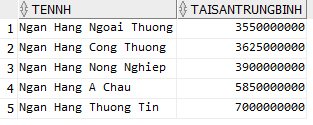 TENNH TAISANTRUNGBINH
1 Ngan Hang Ngoai Thuong 3550000000
2 Ngan Hang Cong Thuong 3625000000
3 Ngan Hang Nong Nghiep 3900000000
4 Ngan Hang A Chau 5850000000
5 Ngan Hang Thuong Tin 7000000000